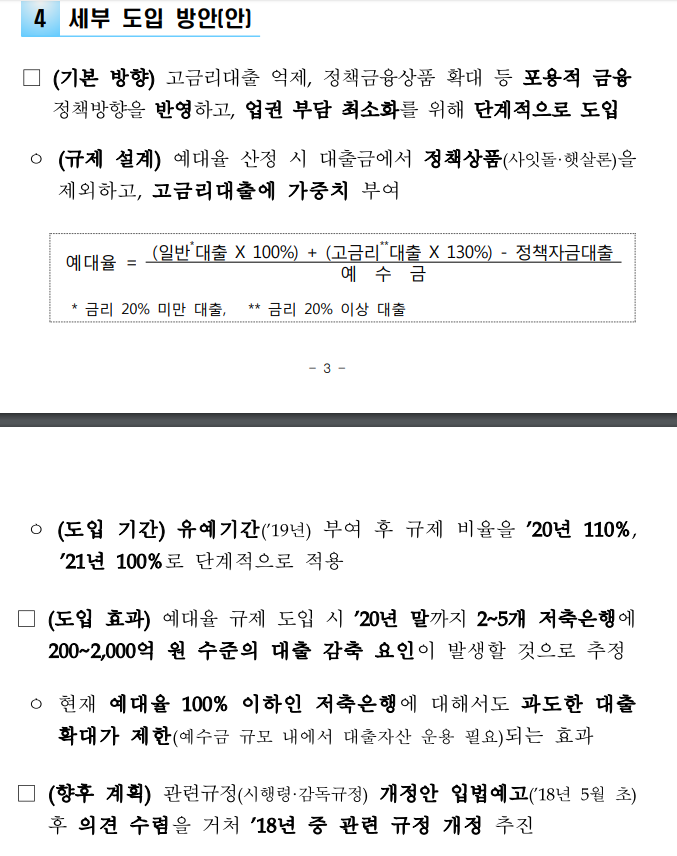 4 세부 도입 방안(안)
□ (기본 방향) 고금리대출 억제, 정책금융상품 확대 등 포용적 금융
정책방향을 반영하고, 업권 부담 최소화를 위해 단계적으로 도입
ㅇ (규제 설계) 예대율 산정 시 대출금에서 정책상품(사잇돌·햇살론)을
제외하고, 고금리대출에 가중치 부여
예대율 = (일반*대출 X 100%) + (고금리**대출 X 130%) - 정책자금대출
예 수 금
* 금리 20% 미만 대출, ** 금리 20% 이상 대출
- 3 -
ㅇ (도입 기간) 유예기간('19년) 부여 후 규제 비율을 '20년 110%,
'21년 100%로 단계적으로 적용
□ (도입 효과) 예대율 규제 도입 시 '20년 말까지 2~5개 저축은행에
200~2,000억 원 수준의 대출 감축 요인이 발생할 것으로 추정
ㅇ 현재 예대율 100% 이하인 저축은행에 대해서도 과도한 대출
확대가 제한(예수금 규모 내에서 대출자산 운용 필요)되는 효과
□ (향후 계획) 관련규정(시행령·감독규정) 개정안 입법예고('18년 5월 초)
후 의견 수렴을 거쳐 '18년 중 관련 규정 개정 추진